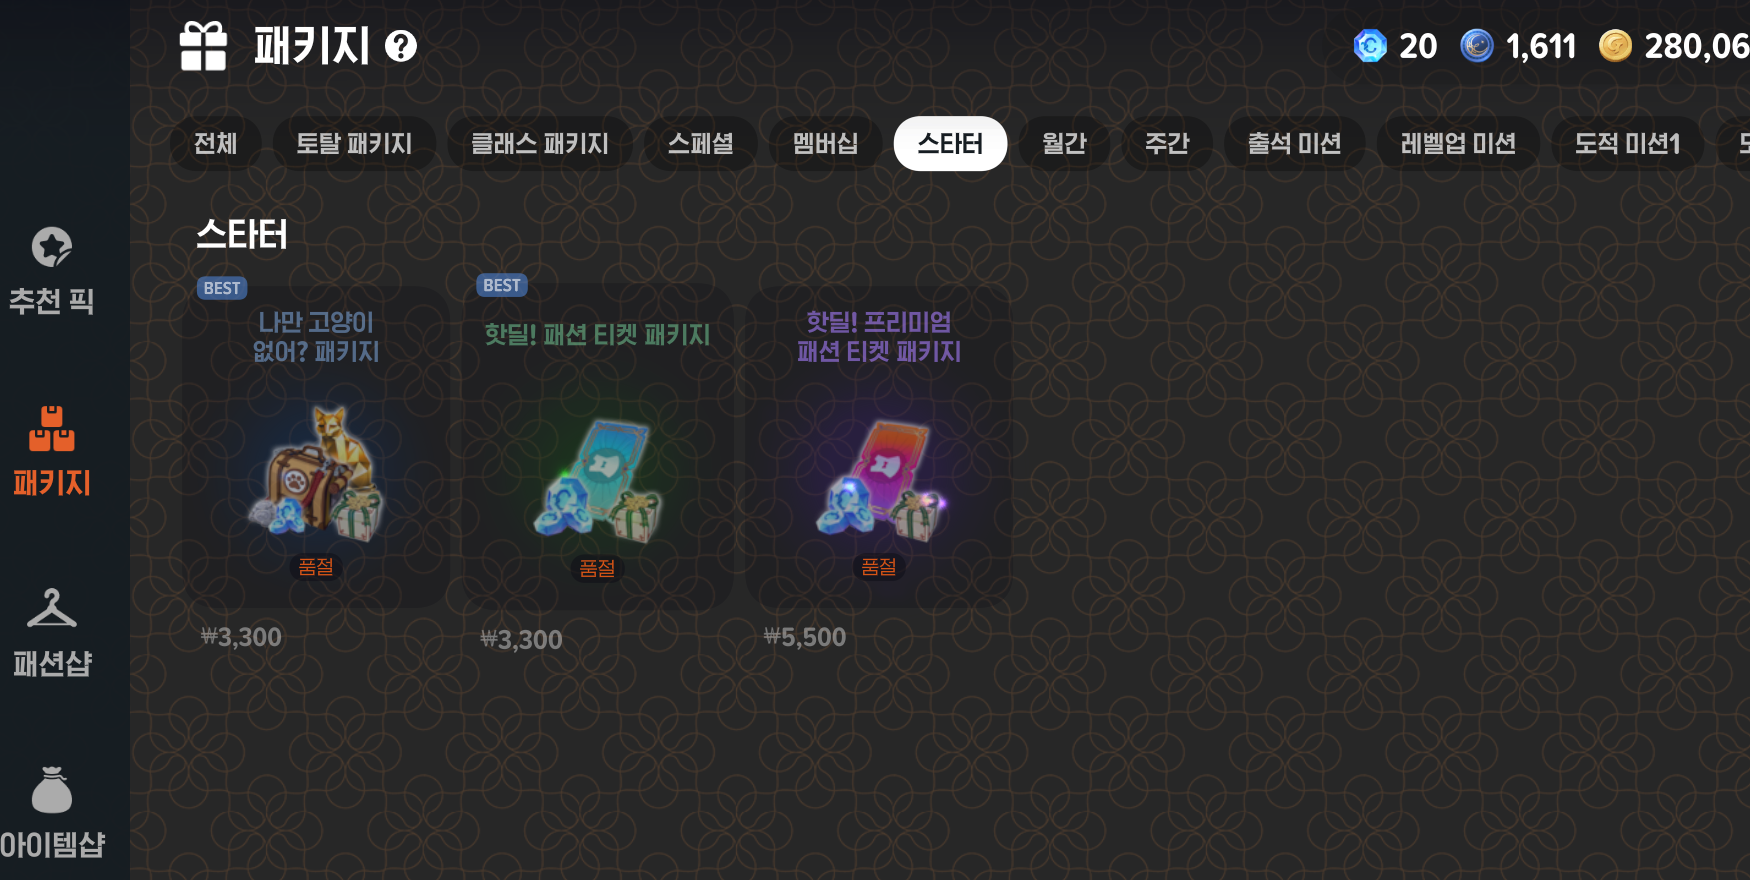 패키지 ?
20 1,611 280,06
전체 토탈 패키지 클래스 패키지 스페셜 멤버십 스타터 월간 주간 출석 미션 레벨업 미션 도적 미션1
스타터
추천 픽
패키지
패션샵
아이템샵
BEST
나만 고양이
없어? 패키지
품절
₩3,300
BEST
핫딜! 패션 티켓 패키지
품절
₩3,300
핫딜! 프리미엄
패션 티켓 패키지
품절
₩5,500